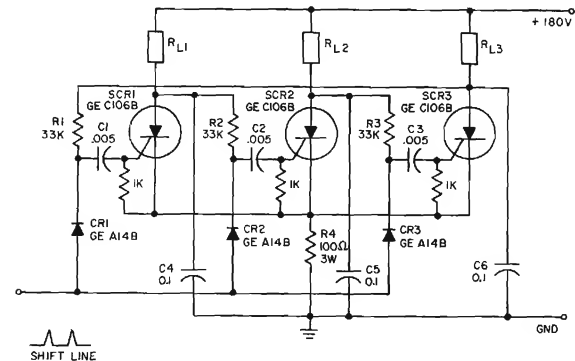 + 180V
RL1
RL2
RL3
SCR1
GE C106B
SCR2
GE C106B
SCR3
GE C106B
R1
33K
C1
.005
R2
33K
C2
.005
R3
33K
C3
.005
1K
1K
1K
CR1
GE A14B
CR2
GE A14B
R4
100Ω
3W
CR3
GE A14B
C4
0.1
C5
0.1
C6
0.1
GND
SHIFT LINE